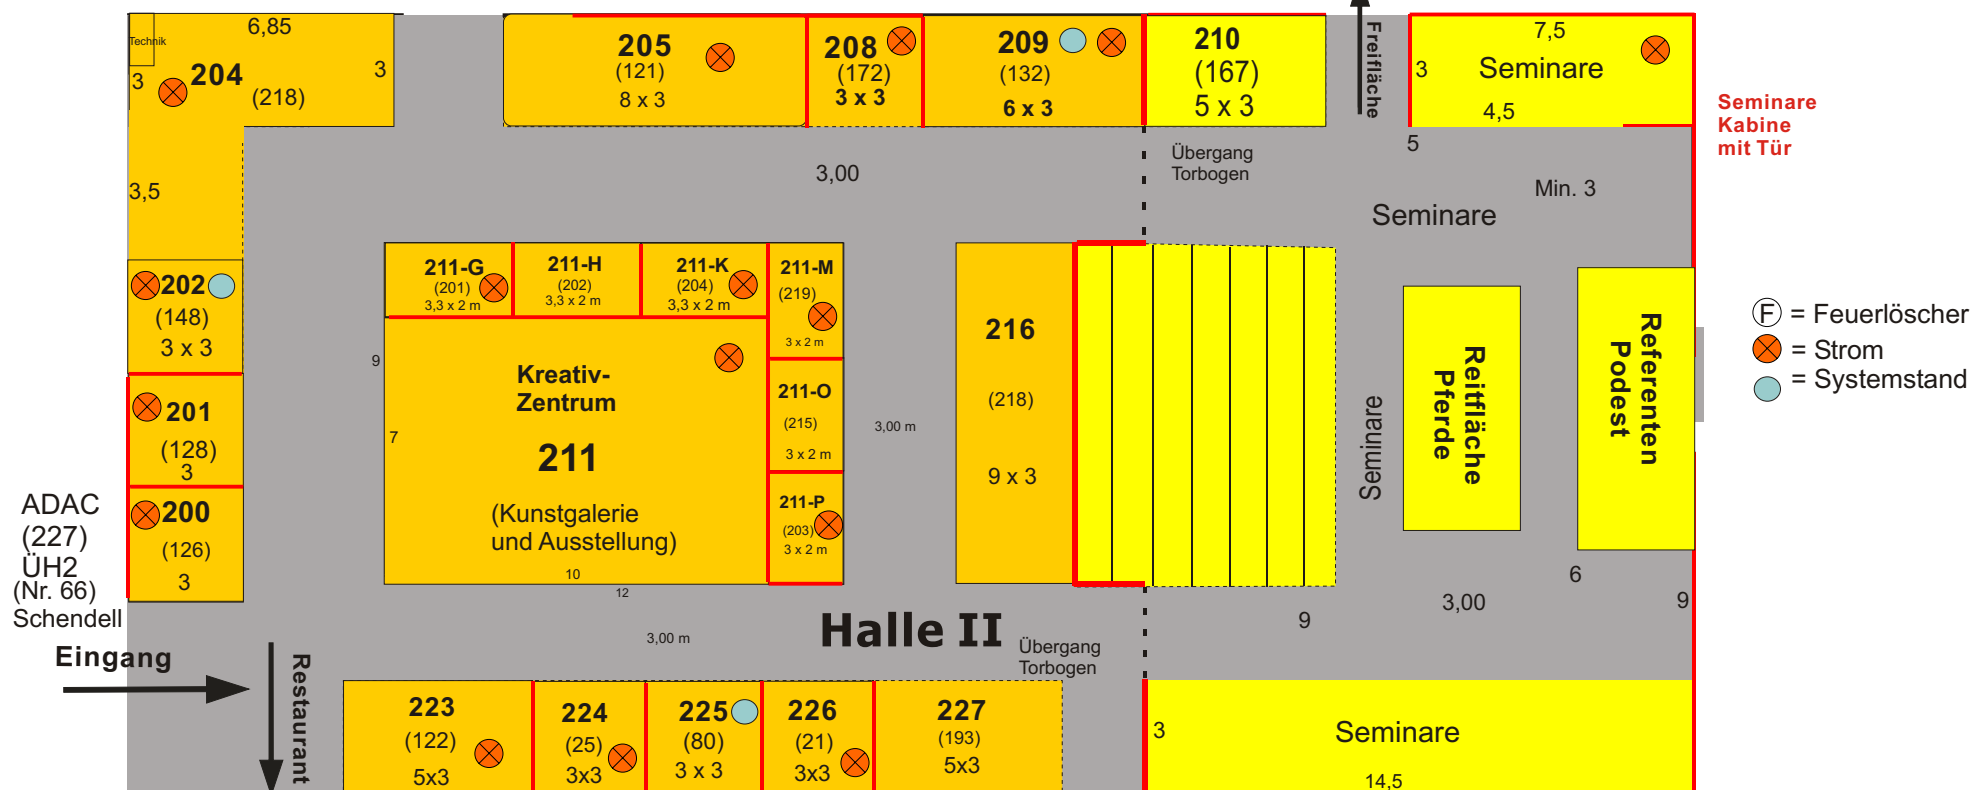 Technik
6,85
3
204
3
(218)
3,5
205
(121)
8 x 3
208
(172)
3 x 3
209
(132)
6 x 3
210
(167)
5 x 3
Freifläche
7,5
3
Seminare
4,5
5
Seminare
Kabine
mit Tür
3,00
Übergang
Torbogen
Min. 3
Seminare
202
(148)
3 x 3
201
(128)
3
200
(126)
3
211-G
(201)
3,3 x 2 m
211-H
(202)
3,3 x 2 m
211-K
(204)
3,3 x 2 m
211-M
(219)
3 x 2 m
9
7
Kreativ-
Zentrum
211
(Kunstgalerie
und Ausstellung)
10
12
211-O
(215)
3 x 2 m
211-P
(203)
3 x 2 m
3,00 m
216
(218)
9 x 3
Seminare
Reitfläche
Pferde
Referenten
Podest
F = Feuerlöscher
= Strom
= Systemstand
ADAC
(227)
ÜH2
(Nr. 66)
Schendell
Eingang
Restaurant
3,00 m
Halle II
Übergang
Torbogen
9
3,00
6
9
223
(122)
5x3
224
(25)
3x3
225
(80)
3 x 3
226
(21)
3x3
227
(193)
5x3
3
Seminare
14,5